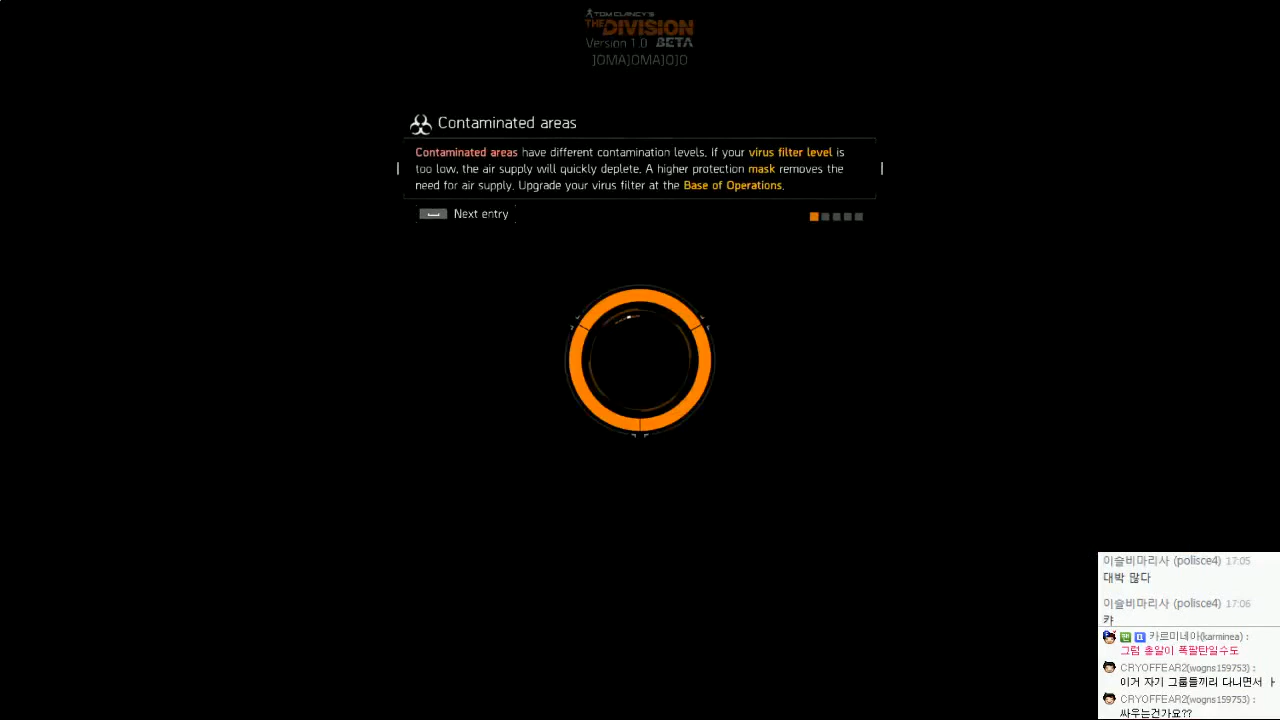 TOM CLANCY'S
THE DIVISION
Version 1.0 BETA
]OMA]OMA]O]O
Contaminated areas
Contaminated areas have different contamination levels. If your virus filter level is
too low, the air supply will quickly deplete. A higher protection mask removes the
need for air supply. Upgrade your virus filter at the Base of Operations.
Next entry
이슬비마리사 (polisce4) 17:05
대박 많다
이슬비마리사 (polisce4) 17:06
캬
카르미네아(karminea) :
그럼 총알이 폭팔탄일수도
CRYOFFEAR2(wogns159753) :
이거 자기 그룹들끼리 다니면서
CRYOFFEAR2(wogns159753) :
싸우는건가요??